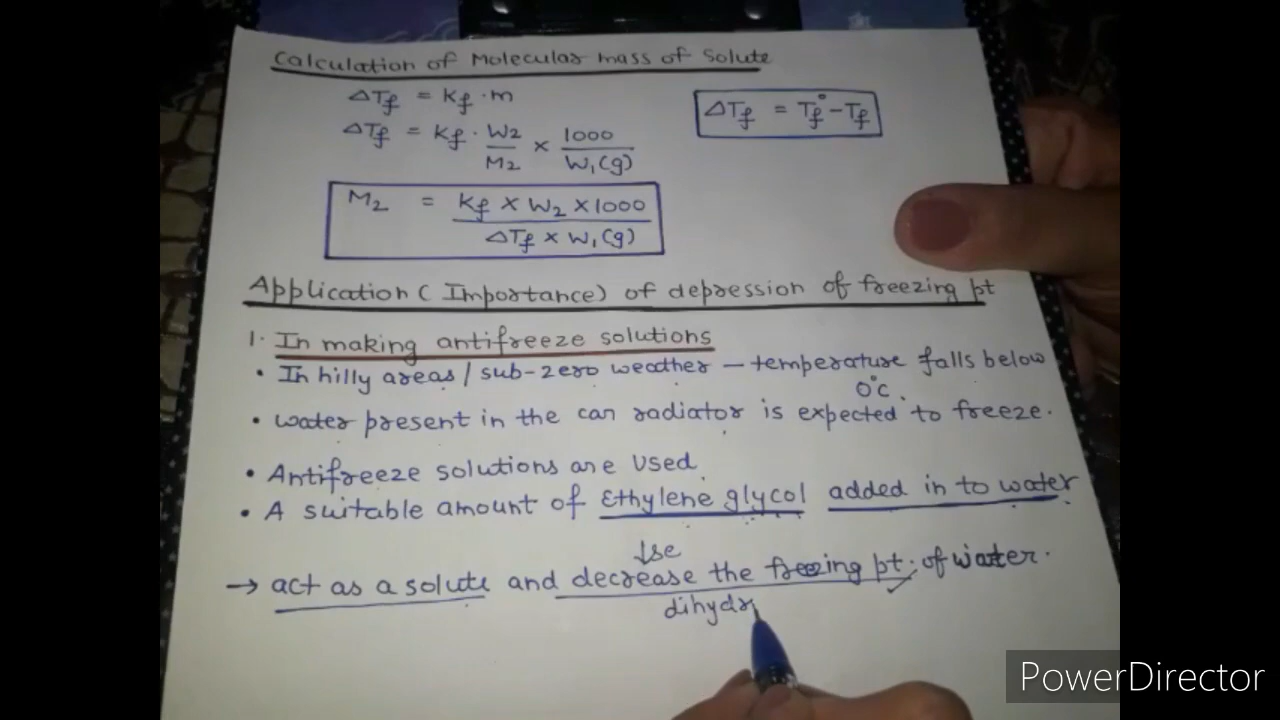 Calculation of Molecular mass of Solute
ΔTf = Kf · m
ΔTf° = Tf° − Tf
ΔTf = Kf · W2/M2 × 1000/W1(g)
M2 = Kf × W2 × 1000 / ΔTf × W1(g)
Application (Importance) of depression of freezing pt
1. In making antifreeze solutions
• In hilly areas / sub-zero weather – temperature falls below
0°C.
• water present in the car radiator is expected to freeze.
• Antifreeze solutions are used.
• A suitable amount of Ethylene glycol added in to water
↓se
→ act as a solute and decrease the freezing pt. of water.
dihydr
PowerDirector